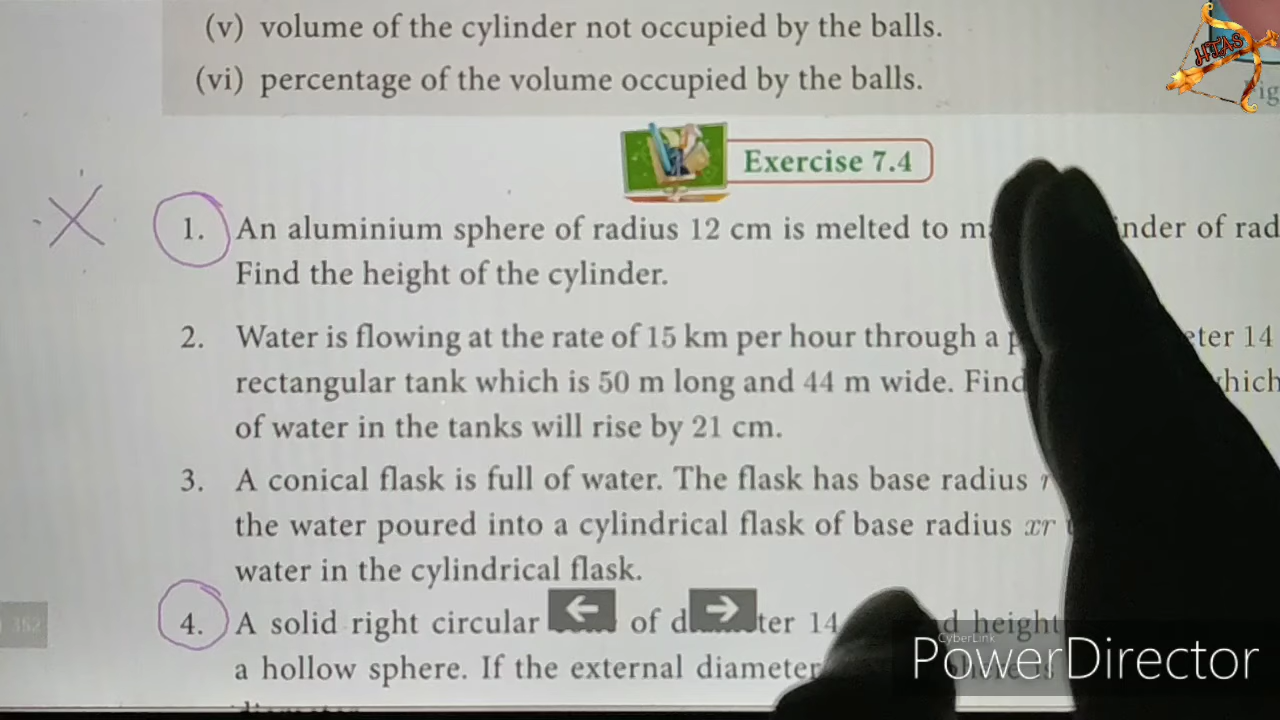 (v) volume of the cylinder not occupied by the balls.
(vi) percentage of the volume occupied by the balls.
HTAS
Exercise 7.4
1. An aluminium sphere of radius 12 cm is melted to nder of rad
Find the height of the cylinder.
2. Water is flowing at the rate of 15 km per hour through a ter 14
rectangular tank which is 50 m long and 44 m wide. Find which
of water in the tanks will rise by 21 cm.
3. A conical flask is full of water. The flask has base radius r
the water poured into a cylindrical flask of base radius xr
water in the cylindrical flask.
352
4. A solid right circular of ter 14 height
a hollow sphere. If the external diameter
CyberLink
PowerDirector